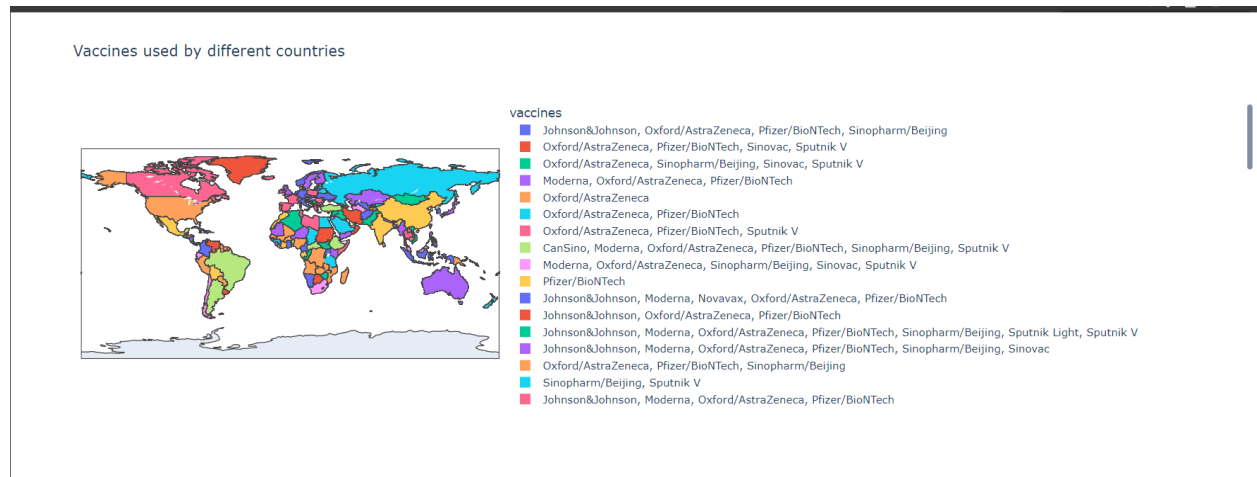 Vaccines used by different countries
vaccines
Johnson&Johnson, Oxford/AstraZeneca, Pfizer/BioNTech, Sinopharm/Beijing
Oxford/AstraZeneca, Pfizer/BioNTech, Sinovac, Sputnik V
Oxford/AstraZeneca, Sinopharm/Beijing, Sinovac, Sputnik V
Moderna, Oxford/AstraZeneca, Pfizer/BioNTech
Oxford/AstraZeneca
Oxford/AstraZeneca, Pfizer/BioNTech
Oxford/AstraZeneca, Pfizer/BioNTech, Sputnik V
CanSino, Moderna, Oxford/AstraZeneca, Pfizer/BioNTech, Sinopharm/Beijing, Sputnik V
Moderna, Oxford/AstraZeneca, Sinopharm/Beijing, Sinovac, Sputnik V
Pfizer/BioNTech
Johnson&Johnson, Moderna, Novavax, Oxford/AstraZeneca, Pfizer/BioNTech
Johnson&Johnson, Oxford/AstraZeneca, Pfizer/BioNTech
Johnson&Johnson, Moderna, Oxford/AstraZeneca, Pfizer/BioNTech, Sinopharm/Beijing, Sputnik Light, Sputnik V
Johnson&Johnson, Moderna, Oxford/AstraZeneca, Pfizer/BioNTech, Sinopharm/Beijing, Sinovac
Oxford/AstraZeneca, Pfizer/BioNTech, Sinopharm/Beijing
Sinopharm/Beijing, Sputnik V
Johnson&Johnson, Moderna, Oxford/AstraZeneca, Pfizer/BioNTech